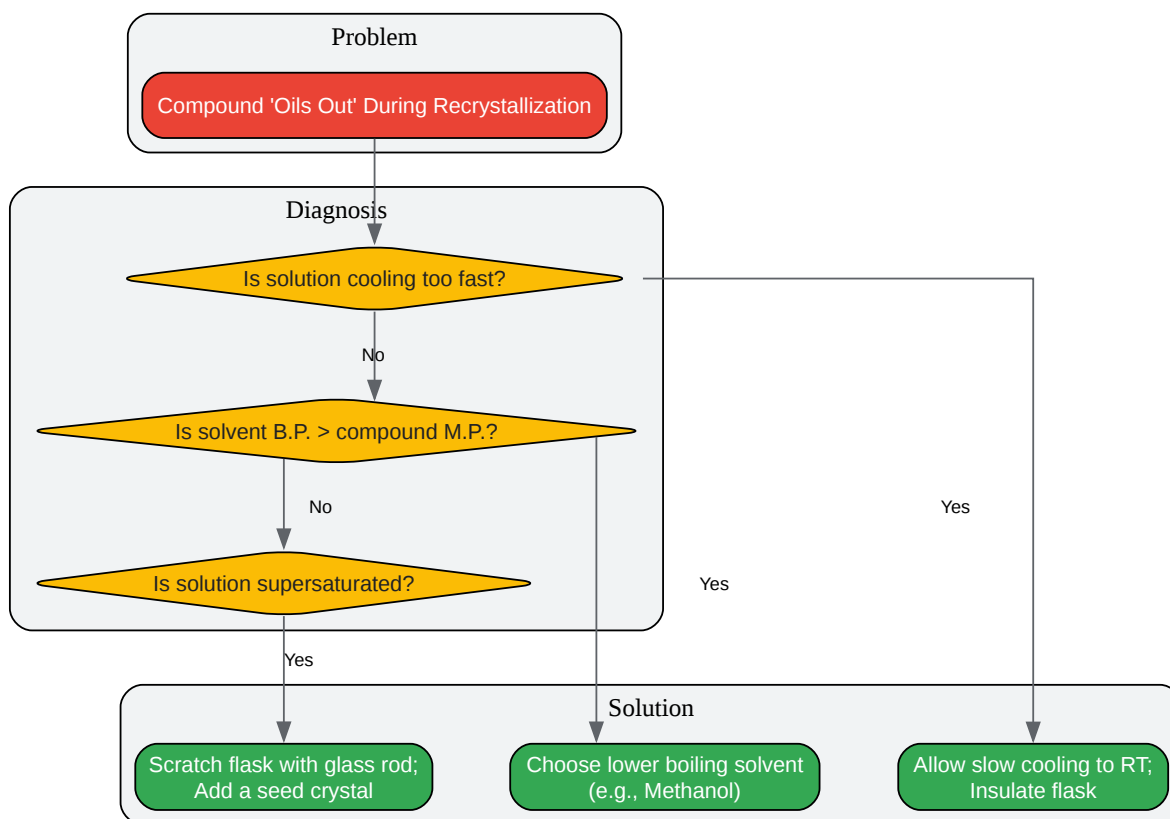 Problem
Compound 'Oils Out' During Recrystallization
Diagnosis
Is solution cooling too fast?
No
Is solvent B.P. > compound M.P.?
No
Yes
Is solution supersaturated?
Yes
Yes
Solution
Scratch flask with glass rod;
Add a seed crystal
Choose lower boiling solvent
(e.g., Methanol)
Allow slow cooling to RT;
Insulate flask